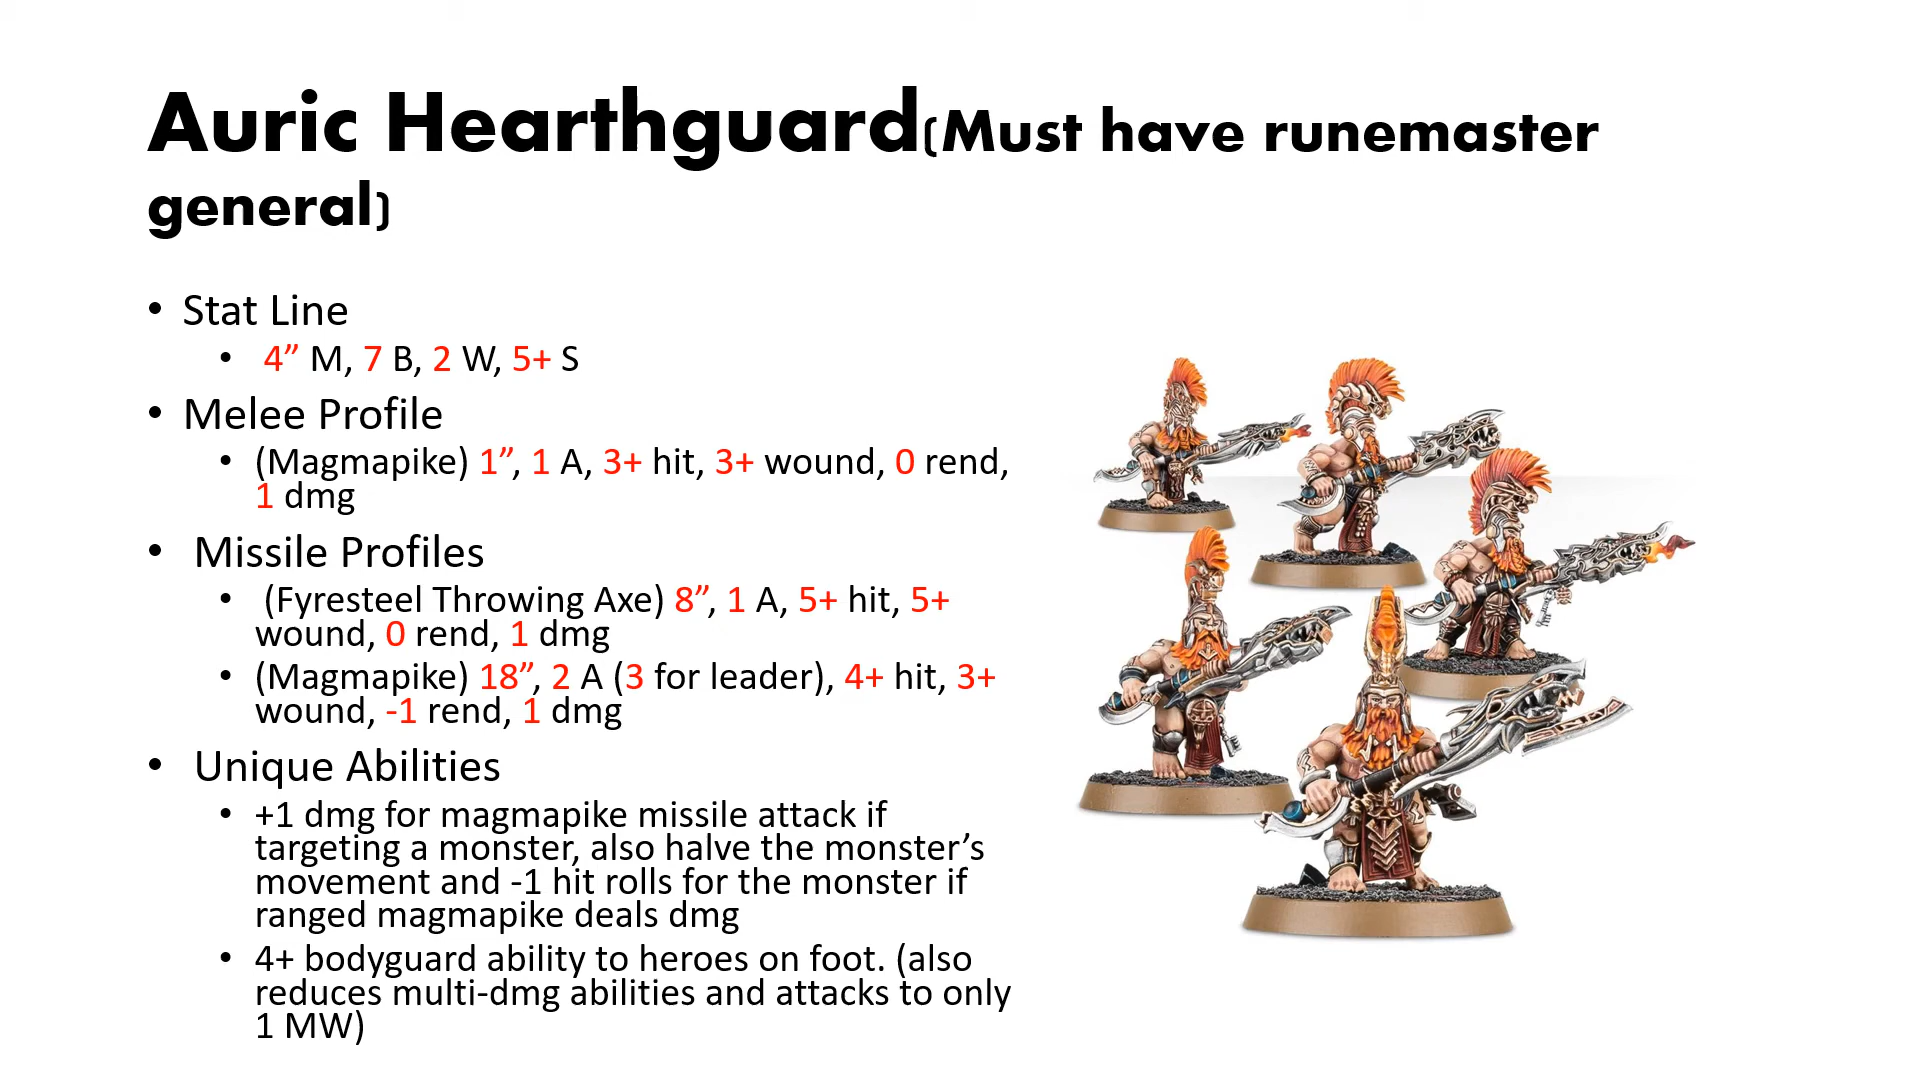 Auric Hearthguard(Must have runemaster
general)
• Stat Line
• 4” M, 7 B, 2 W, 5+ S
• Melee Profile
• (Magmapike) 1”, 1 A, 3+ hit, 3+ wound, 0 rend,
1 dmg
• Missile Profiles
• (Fyresteel Throwing Axe) 8”, 1 A, 5+ hit, 5+
wound, 0 rend, 1 dmg
• (Magmapike) 18”, 2 A (3 for leader), 4+ hit, 3+
wound, -1 rend, 1 dmg
• Unique Abilities
• +1 dmg for magmapike missile attack if
targeting a monster, also halve the monster’s
movement and -1 hit rolls for the monster if
ranged magmapike deals dmg
• 4+ bodyguard ability to heroes on foot. (also
reduces multi-dmg abilities and attacks to only
1 MW)